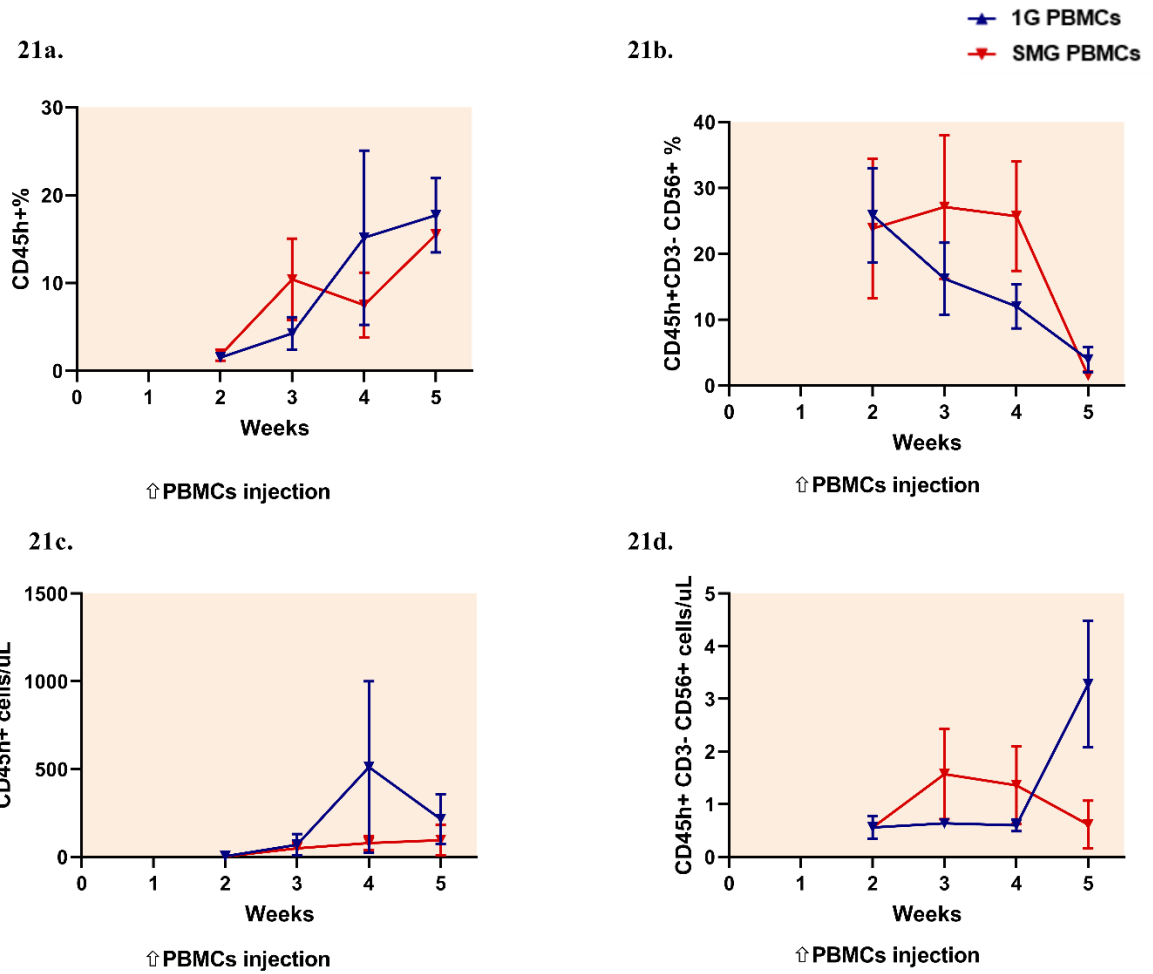 1G PBMCs
SMG PBMCs
21a.
30
20
10
0
CD45h+%
0 1 2 3 4 5
Weeks
⇧PBMCs injection
21b.
40
30
20
10
0
CD45h+CD3- CD56+ %
0 1 2 3 4 5
Weeks
⇧PBMCs injection
21c.
1500
1000
500
0
CD45h+ cells/uL
0 1 2 3 4 5
Weeks
⇧PBMCs injection
21d.
5
4
3
2
1
0
CD45h+ CD3- CD56+ cells/uL
0 1 2 3 4 5
Weeks
⇧PBMCs injection